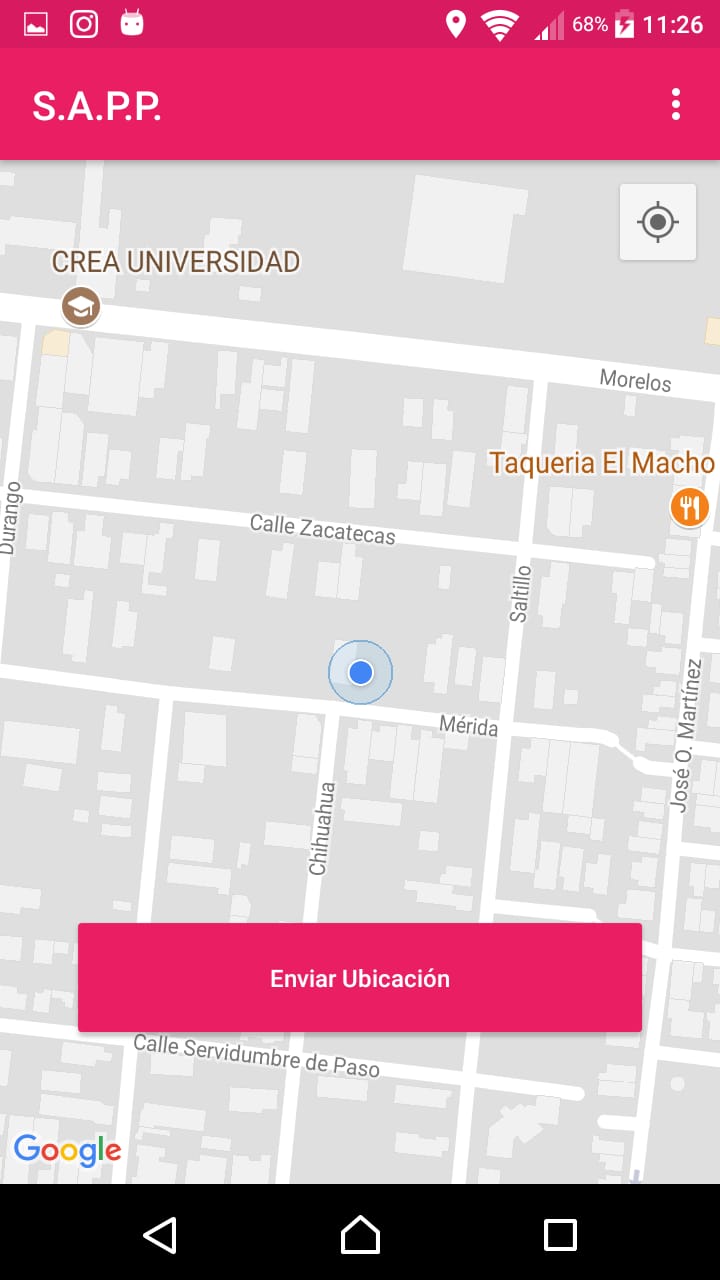 68% 11:26
S.A.P.P.
CREA UNIVERSIDAD
Morelos
Taqueria El Macho
Durango
Calle Zacatecas
Saltillo
José O. Martínez
Mérida
Chihuahua
Enviar Ubicación
Calle Servidumbre de Paso
Google